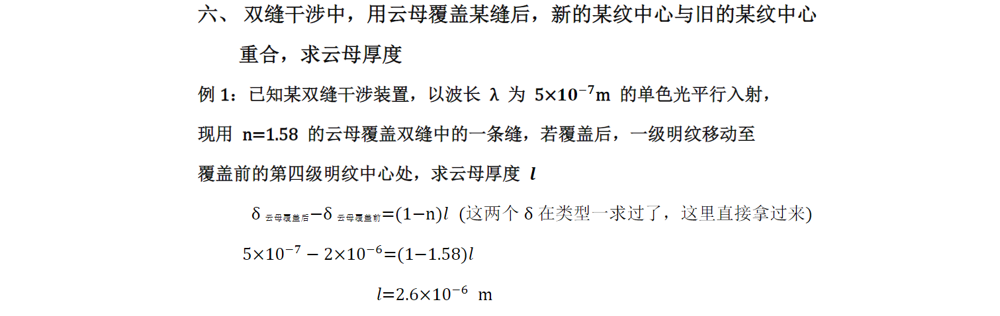 六、 双缝干涉中，用云母覆盖某缝后，新的某纹中心与旧的某纹中心
重合，求云母厚度
例 1：已知某双缝干涉装置，以波长 λ 为 5×10⁻⁷m 的单色光平行入射，
现用 n=1.58 的云母覆盖双缝中的一条缝，若覆盖后，一级明纹移动至
覆盖前的第四级明纹中心处，求云母厚度 l
δ 云母覆盖后−δ 云母覆盖前=(1−n)l (这两个 δ 在类型一求过了，这里直接拿过来)
5×10⁻⁷ − 2×10⁻⁶=(1−1.58)l
l=2.6×10⁻⁶ m